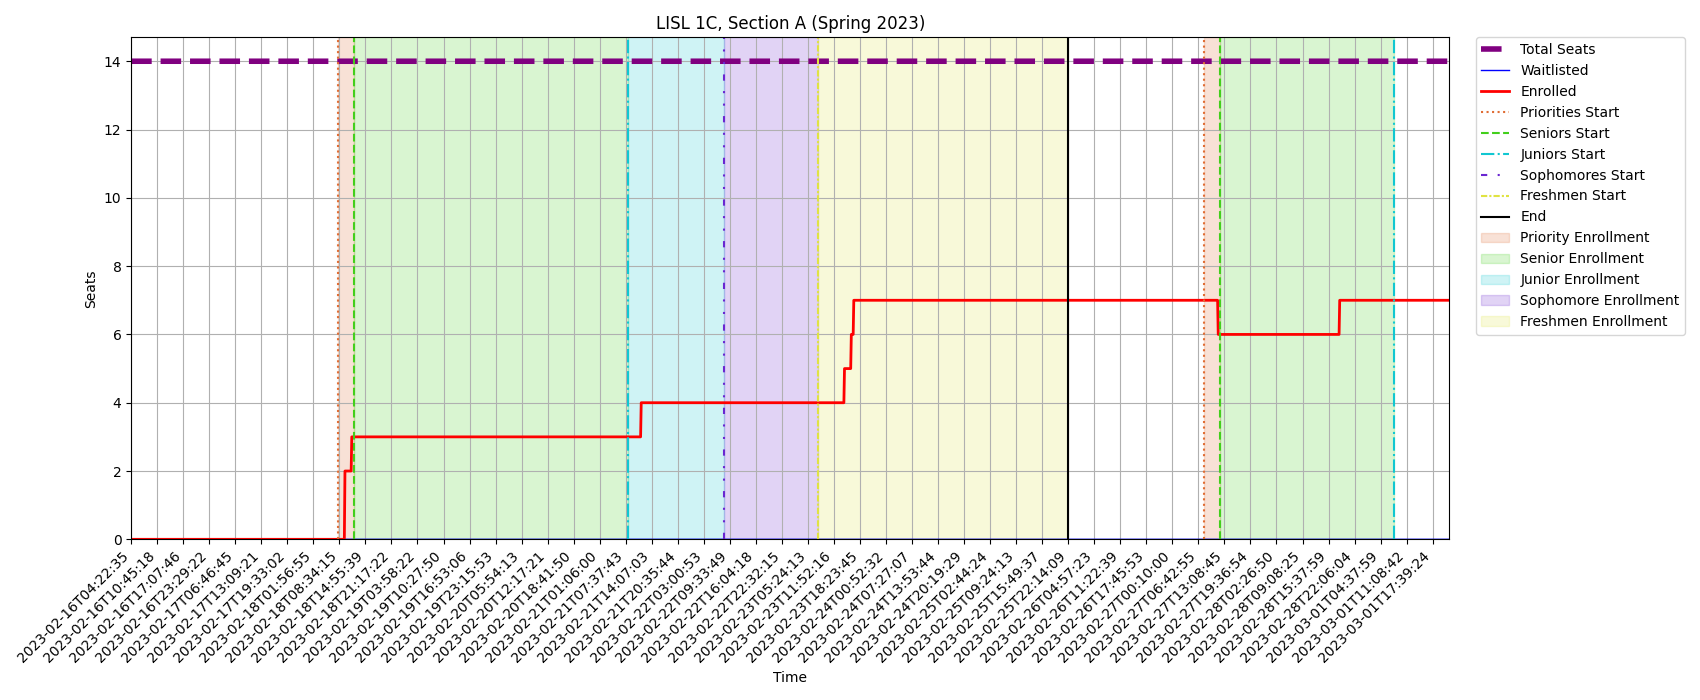 LISL 1C, Section A (Spring 2023)
Total Seats
Waitlisted
Enrolled
Priorities Start
Seniors Start
Juniors Start
Sophomores Start
Freshmen Start
End
Priority Enrollment
Senior Enrollment
Junior Enrollment
Sophomore Enrollment
Freshmen Enrollment
Seats
14
12
10
8
6
4
2
0
2023-02-16T04:22:35
2023-02-16T10:45:18
2023-02-16T17:07:46
2023-02-16T23:29:22
2023-02-17T06:46:45
2023-02-17T13:09:21
2023-02-17T19:33:02
2023-02-18T01:56:55
2023-02-18T08:34:15
2023-02-18T14:55:39
2023-02-18T21:17:22
2023-02-19T03:58:22
2023-02-19T10:27:50
2023-02-19T16:53:06
2023-02-19T23:15:53
2023-02-20T05:54:13
2023-02-20T12:17:21
2023-02-20T18:41:50
2023-02-21T01:06:00
2023-02-21T07:37:43
2023-02-21T14:07:03
2023-02-21T20:35:44
2023-02-22T03:00:53
2023-02-22T09:33:49
2023-02-22T16:04:18
2023-02-22T22:32:15
2023-02-23T05:24:13
2023-02-23T11:52:16
2023-02-23T18:23:45
2023-02-24T00:52:32
2023-02-24T07:27:07
2023-02-24T13:53:44
2023-02-24T20:19:29
2023-02-25T02:44:24
2023-02-25T09:24:13
2023-02-25T15:49:37
2023-02-25T22:14:09
2023-02-26T04:57:23
2023-02-26T11:22:39
2023-02-26T17:45:53
2023-02-27T00:10:00
2023-02-27T06:42:55
2023-02-27T13:08:45
2023-02-27T19:36:54
2023-02-28T02:26:50
2023-02-28T09:08:25
2023-02-28T15:37:59
2023-02-28T22:06:04
2023-03-01T04:37:59
2023-03-01T11:08:42
2023-03-01T17:39:24
Time